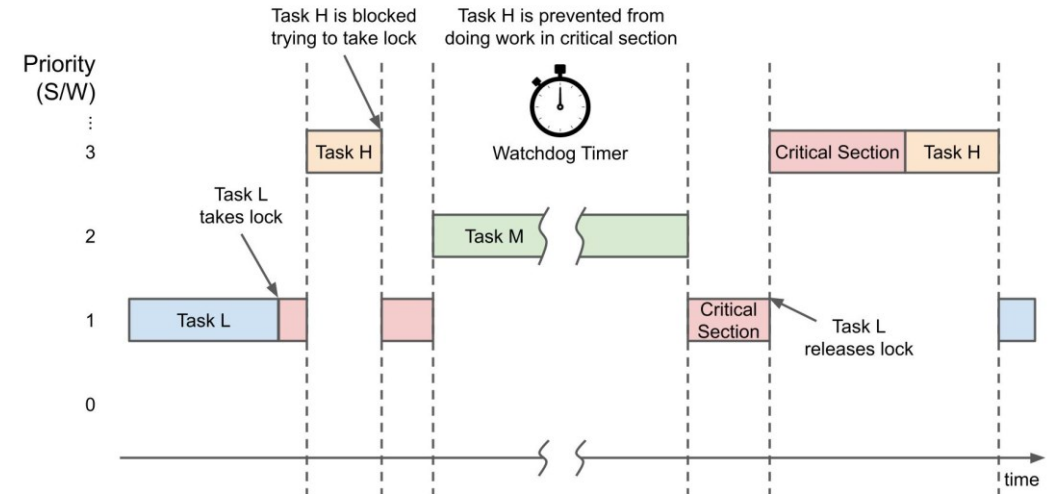 Task H is blocked
trying to take lock
Task H is prevented from
doing work in critical section
Priority
(S/W)
⋮
3
Task H
Watchdog Timer
Critical Section
Task H
Task L
takes lock
2
Task M
1
Task L
Critical
Section
Task L
releases lock
0
time